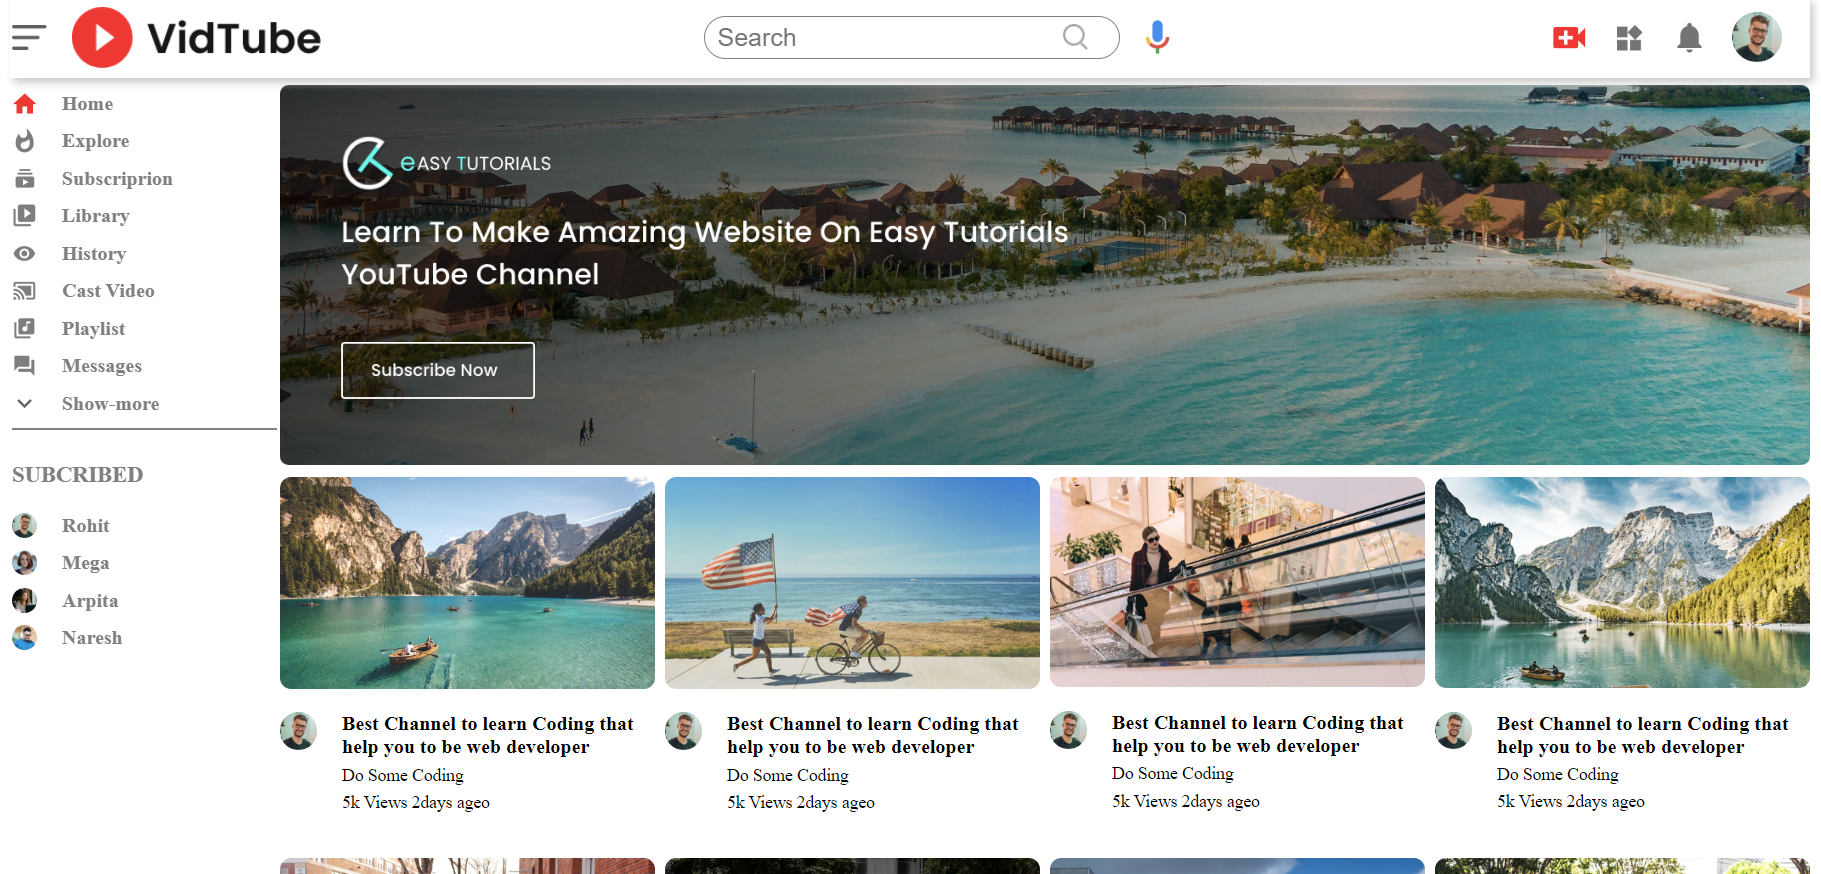 VidTube
Search
Home
Explore
Subscriprion
Library
History
Cast Video
Playlist
Messages
Show-more
SUBCRIBED
Rohit
Mega
Arpita
Naresh
eASY TUTORIALS
Learn To Make Amazing Website On Easy Tutorials
YouTube Channel
Subscribe Now
Best Channel to learn Coding that
help you to be web developer
Do Some Coding
5k Views 2days ageo
Best Channel to learn Coding that
help you to be web developer
Do Some Coding
5k Views 2days ageo
Best Channel to learn Coding that
help you to be web developer
Do Some Coding
5k Views 2days ageo
Best Channel to learn Coding that
help you to be web developer
Do Some Coding
5k Views 2days ageo